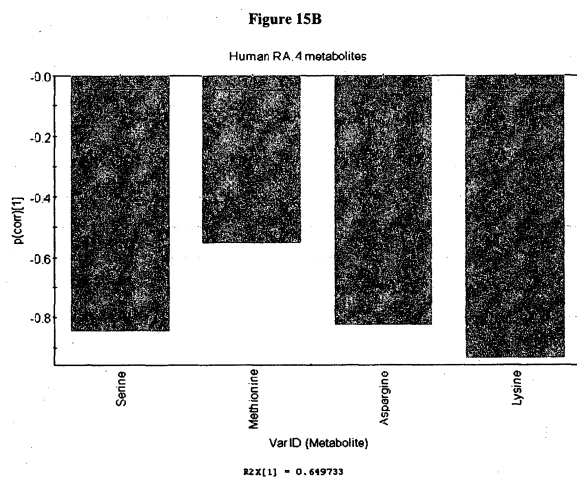 Figure 15B
Human RA, 4 metabolites
-0.0
-0.2
-0.4
-0.6
-0.8
p(corr)[1]
Serine
Methionine
Aspargine
Lysine
Var ID (Metabolite)
R2X[1] = 0.649733